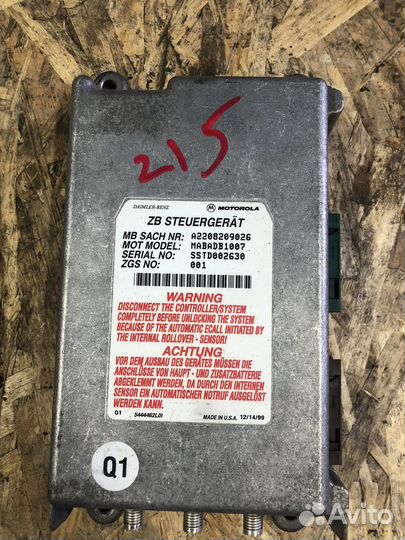 215
DAIMLER-BENZ
MOTOROLA
ZB STEUERGERÄT
MB SACH NR: A2208209026
MOT MODEL: MABADB1007
SERIAL NO: SSTD002630
ZGS NO: 001
WARNING
DISCONNECT THE CONTROLLER/SYSTEM
COMPLETELY BEFORE UNLOCKING THE SYSTEM
BECAUSE OF THE AUTOMATIC ECALL INITIATED BY
THE INTERNAL ROLLOVER - SENSOR!
ACHTUNG
VOR DEM AUSBAU DES GERÄTES MÜSSEN DIE
ANSCHLÜSSE VON HAUPT - UND ZUSATZBATTERIE
ABGEKLEMMT WERDEN, DA DURCH DEN INTERNEN
SENSOR EIN AUTOMATISCHER NOTRUF AUSGELÖST
WERDEN KANN.
Q1 5444462L01 MADE IN U.S.A. 12/14/99
Q1
Avito